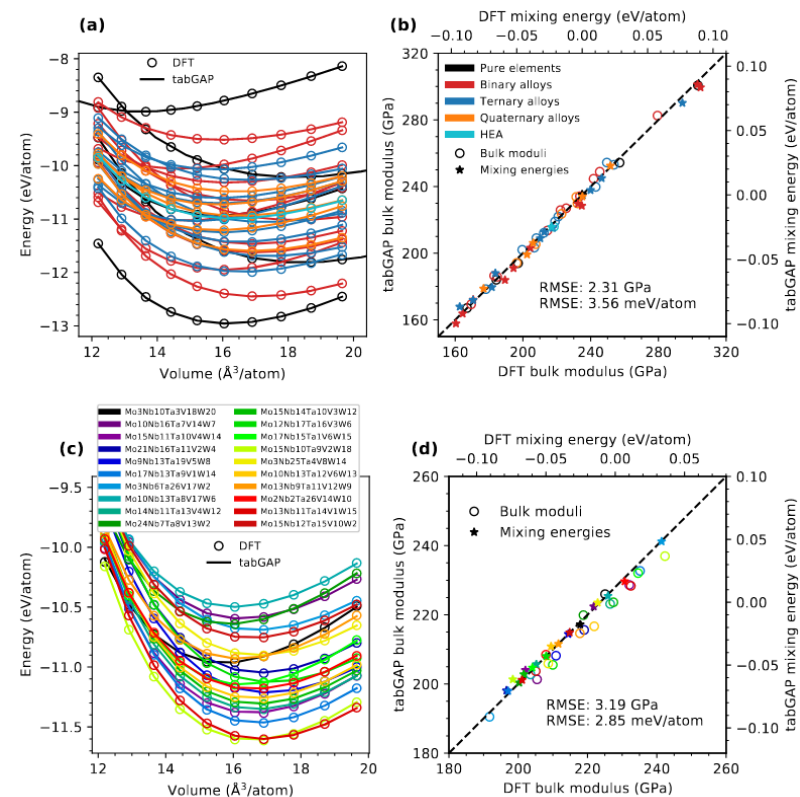 (a)
DFT
tabGAP
−8
−9
−10
−11
−12
−13
Energy (eV/atom)
12
14
16
18
20
Volume (Å³/atom)
(b)
DFT mixing energy (eV/atom)
−0.10
−0.05
0.00
0.05
0.10
320
280
240
200
160
tabGAP bulk modulus (GPa)
Pure elements
Binary alloys
Ternary alloys
Quaternary alloys
HEA
Bulk moduli
Mixing energies
RMSE: 2.31 GPa
RMSE: 3.56 meV/atom
0.10
0.05
0.00
−0.05
−0.10
tabGAP mixing energy (eV/atom)
160
200
240
280
320
DFT bulk modulus (GPa)
(c)
Mo3Nb10Ta3V18W20
Mo10Nb16Ta7V14W7
Mo15Nb11Ta10V4W14
Mo21Nb16Ta11V2W4
Mo9Nb13Ta19V5W8
Mo17Nb13Ta9V1W14
Mo3Nb6Ta26V17W2
Mo10Nb13Ta8V17W6
Mo14Nb11Ta13V4W12
Mo24Nb7Ta8V13W2
Mo15Nb14Ta10V3W12
Mo12Nb17Ta16V3W6
Mo17Nb15Ta1V6W15
Mo15Nb10Ta9V2W18
Mo3Nb25Ta4V8W14
Mo10Nb13Ta12V6W13
Mo13Nb9Ta11V12W9
Mo2Nb2Ta26V14W10
Mo13Nb11Ta14V1W15
Mo15Nb12Ta15V10W2
DFT
tabGAP
−9.5
−10.0
−10.5
−11.0
−11.5
Energy (eV/atom)
12
14
16
18
20
Volume (Å³/atom)
(d)
DFT mixing energy (eV/atom)
−0.08
−0.04
0.00
0.04
260
240
220
200
180
tabGAP bulk modulus (GPa)
Bulk moduli
Mixing energies
RMSE: 3.19 GPa
RMSE: 2.85 meV/atom
0.10
0.05
0.00
−0.05
−0.10
tabGAP mixing energy (eV/atom)
180
200
220
240
260
DFT bulk modulus (GPa)